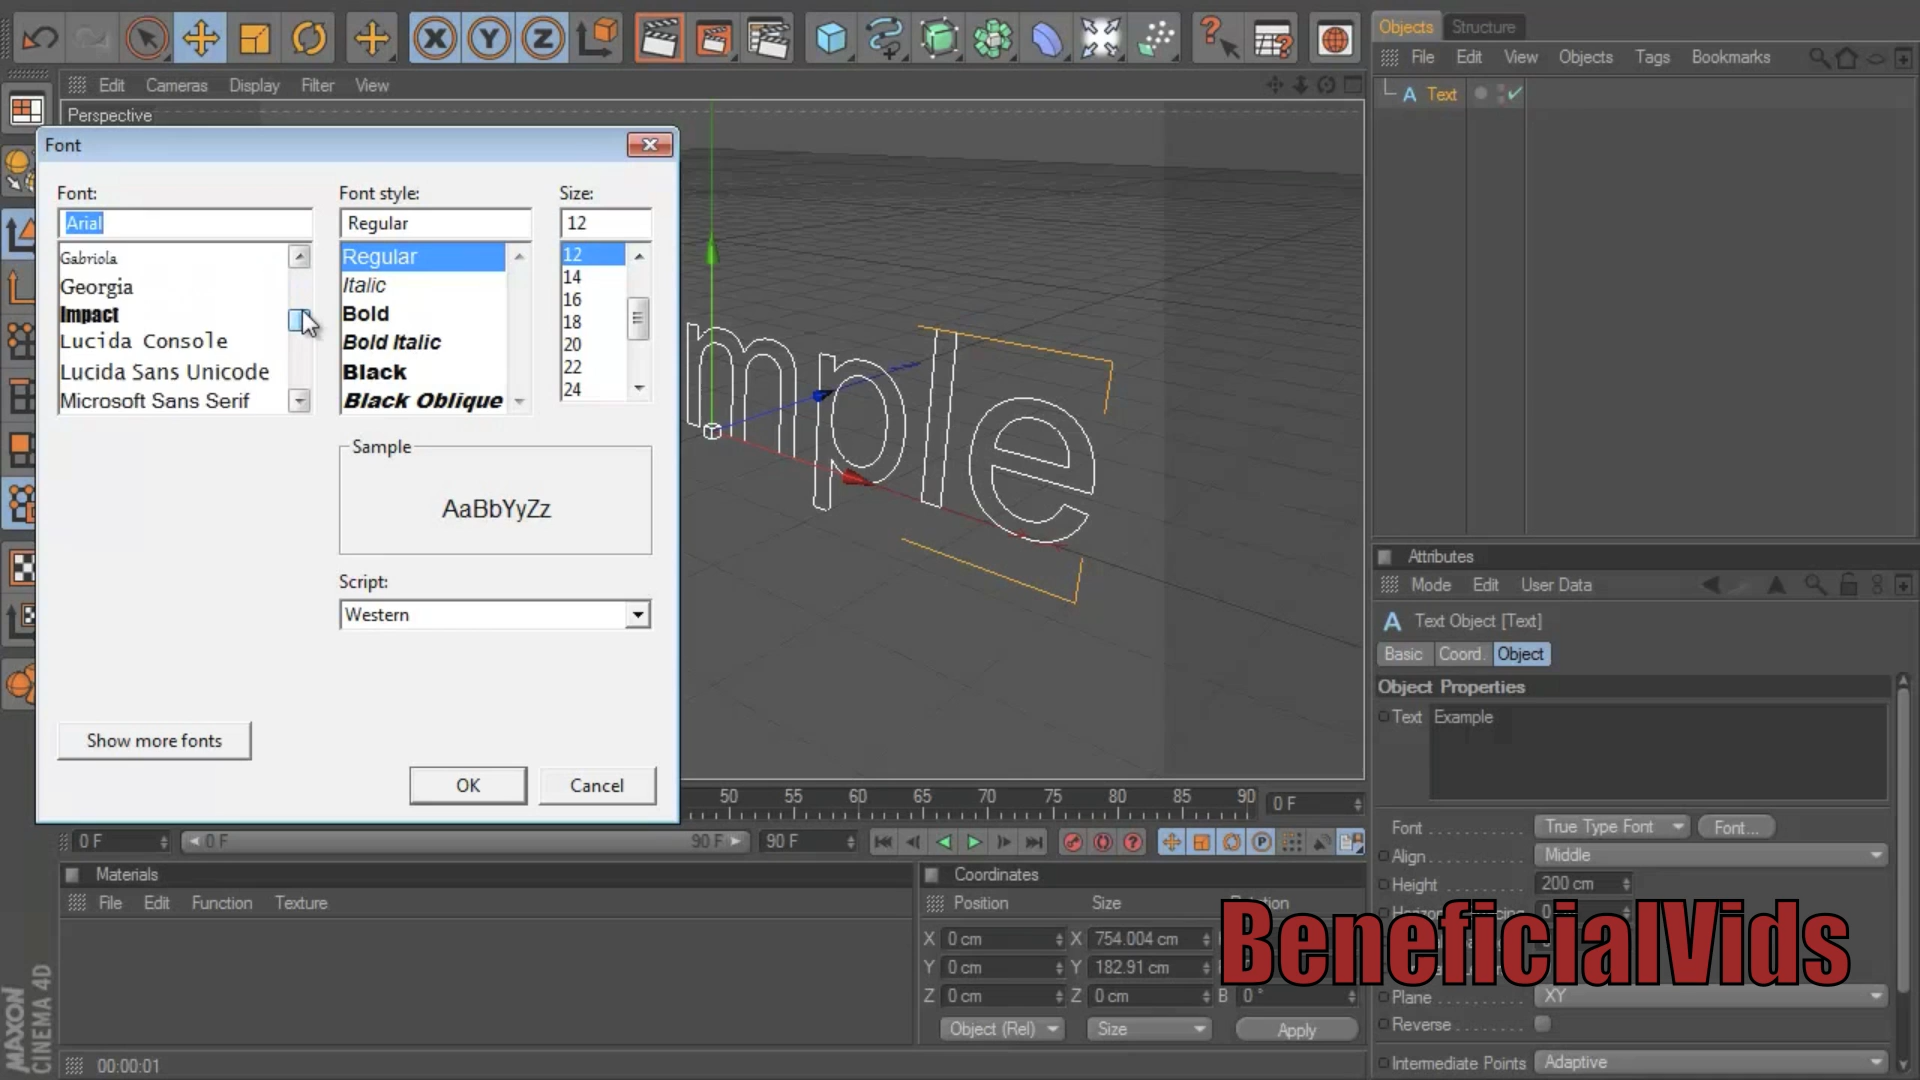 Objects Structure
File Edit View Objects Tags Bookmarks
A Text
X Y Z
Edit Cameras Display Filter View
Perspective
Font
Font: Font style: Size:
Arial Regular 12
Gabriola
Georgia
Impact
Lucida Console
Lucida Sans Unicode
Microsoft Sans Serif
Regular
Italic
Bold
Bold Italic
Black
Black Oblique
12
14
16
18
20
22
24
Sample
AaBbYyZz
Script:
Western
Show more fonts
OK Cancel
mple
Attributes
Mode Edit User Data
A Text Object [Text]
Basic Coord. Object
Object Properties
Text Example
Font True Type Font Font...
Align Middle
Height 200 cm
Plane XY
Reverse
Intermediate Points Adaptive
50 55 60 65 70 75 80 85 90 0 F
0 F 0 F 90 F 90 F
Materials
File Edit Function Texture
Coordinates
Position Size
X 0 cm X 754.004 cm
Y 0 cm Y 182.91 cm
Z 0 cm Z 0 cm B 0 °
Object (Rel) Size Apply
BeneficialVids
MAXON
CINEMA 4D
00:00:01